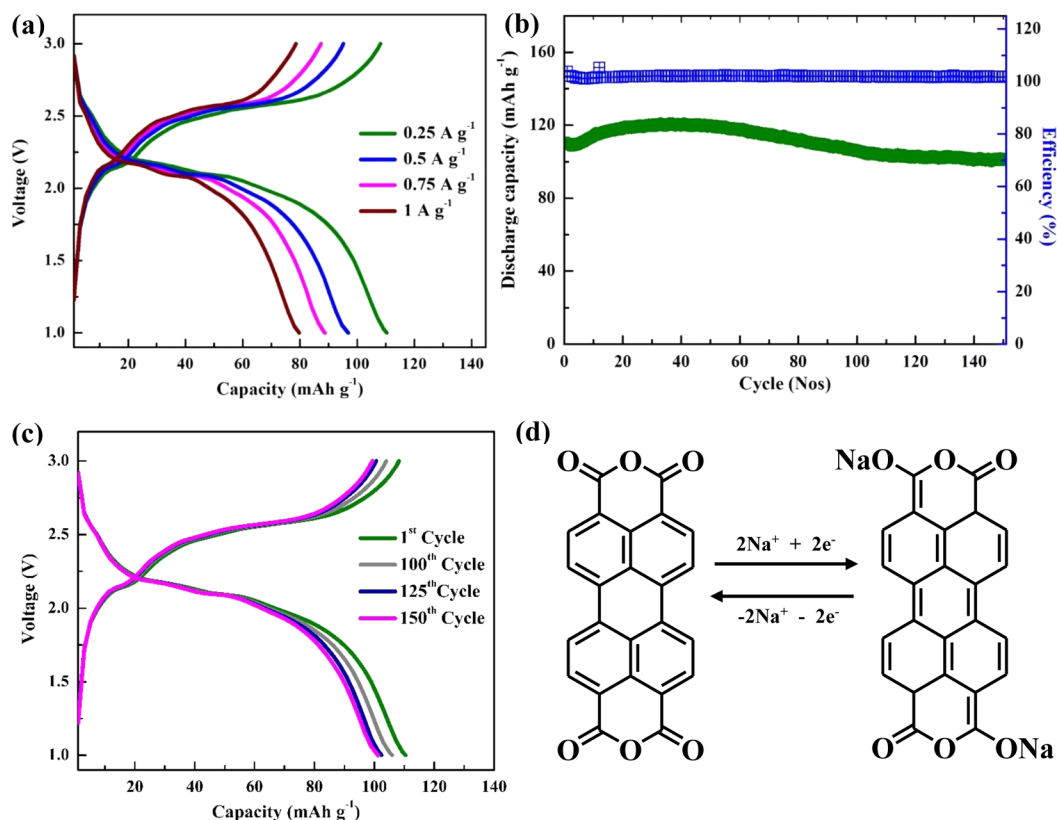 (a)
3.0
2.5
2.0
1.5
1.0
Voltage (V)
0.25 A g⁻¹
0.5 A g⁻¹
0.75 A g⁻¹
1 A g⁻¹
20 40 60 80 100 120 140
Capacity (mAh g⁻¹)
(b)
160
120
80
40
0
Discharge capacity (mAh g⁻¹)
120
100
80
60
40
20
0
Efficiency (%)
0 20 40 60 80 100 120 140
Cycle (Nos)
(c)
3.0
2.5
2.0
1.5
1.0
Voltage (V)
1ˢᵗ Cycle
100ᵗʰ Cycle
125ᵗʰCycle
150ᵗʰ Cycle
20 40 60 80 100 120 140
Capacity (mAh g⁻¹)
(d)
O O O
NaO O O
2Na⁺ + 2e⁻
-2Na⁺ - 2e⁻
O O O
O O ONa